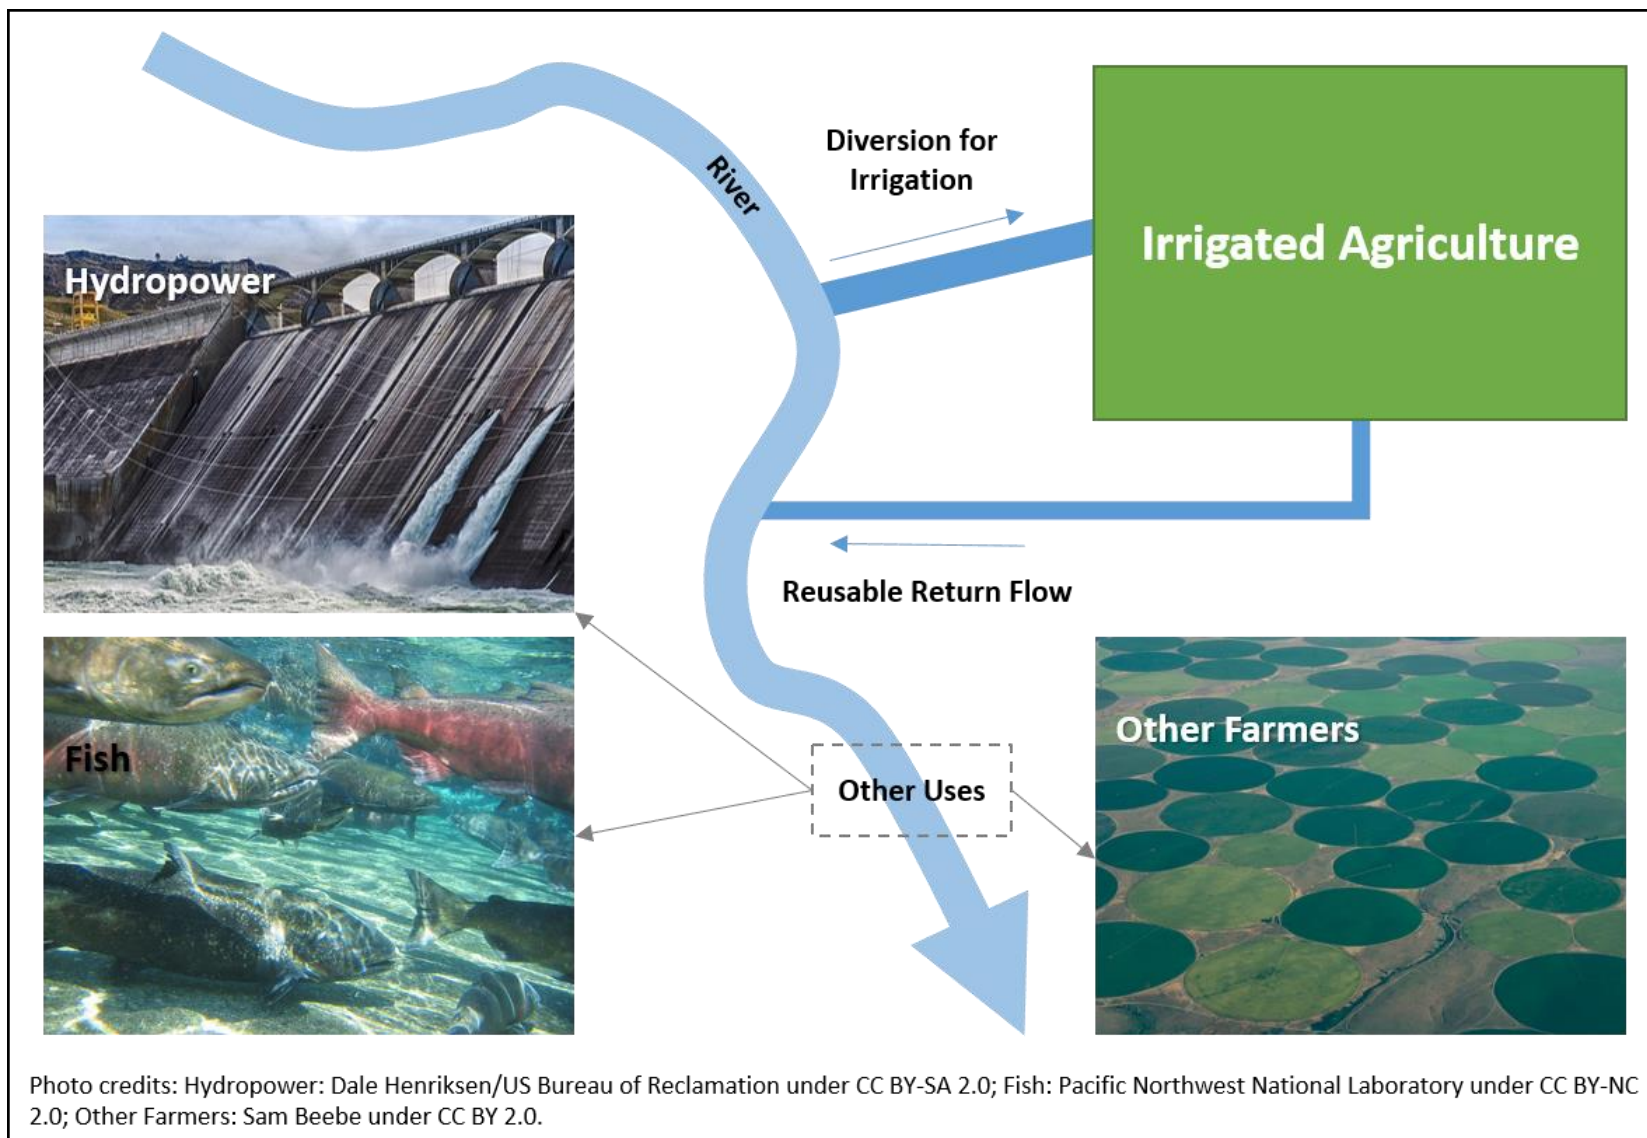 River
Diversion for
Irrigation
Irrigated Agriculture
Hydropower
Reusable Return Flow
Fish
Other Uses
Other Farmers
Photo credits: Hydropower: Dale Henriksen/US Bureau of Reclamation under CC BY-SA 2.0; Fish: Pacific Northwest National Laboratory under CC BY-NC
2.0; Other Farmers: Sam Beebe under CC BY 2.0.